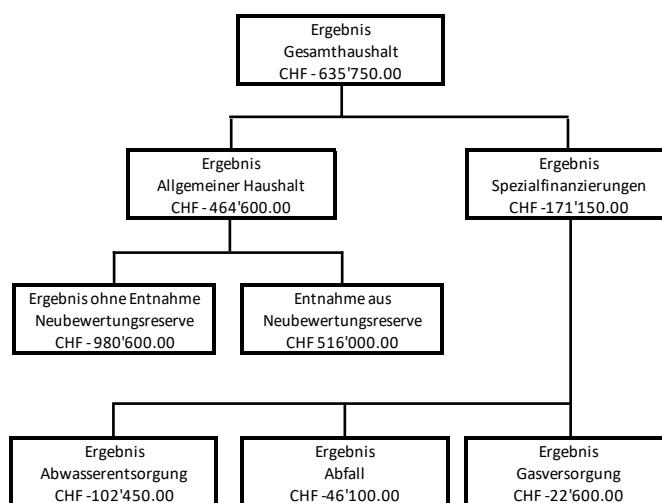 Ergebnis
Gesamthaushalt
CHF - 635'750.00
Ergebnis
Allgemeiner Haushalt
CHF - 464'600.00
Ergebnis
Spezialfinanzierungen
CHF -171'150.00
Ergebnis ohne Entnahme
Neubewertungsreserve
CHF - 980'600.00
Entnahme aus
Neubewertungsreserve
CHF 516'000.00
Ergebnis
Abwasserentsorgung
CHF -102'450.00
Ergebnis
Abfall
CHF -46'100.00
Ergebnis
Gasversorgung
CHF -22'600.00